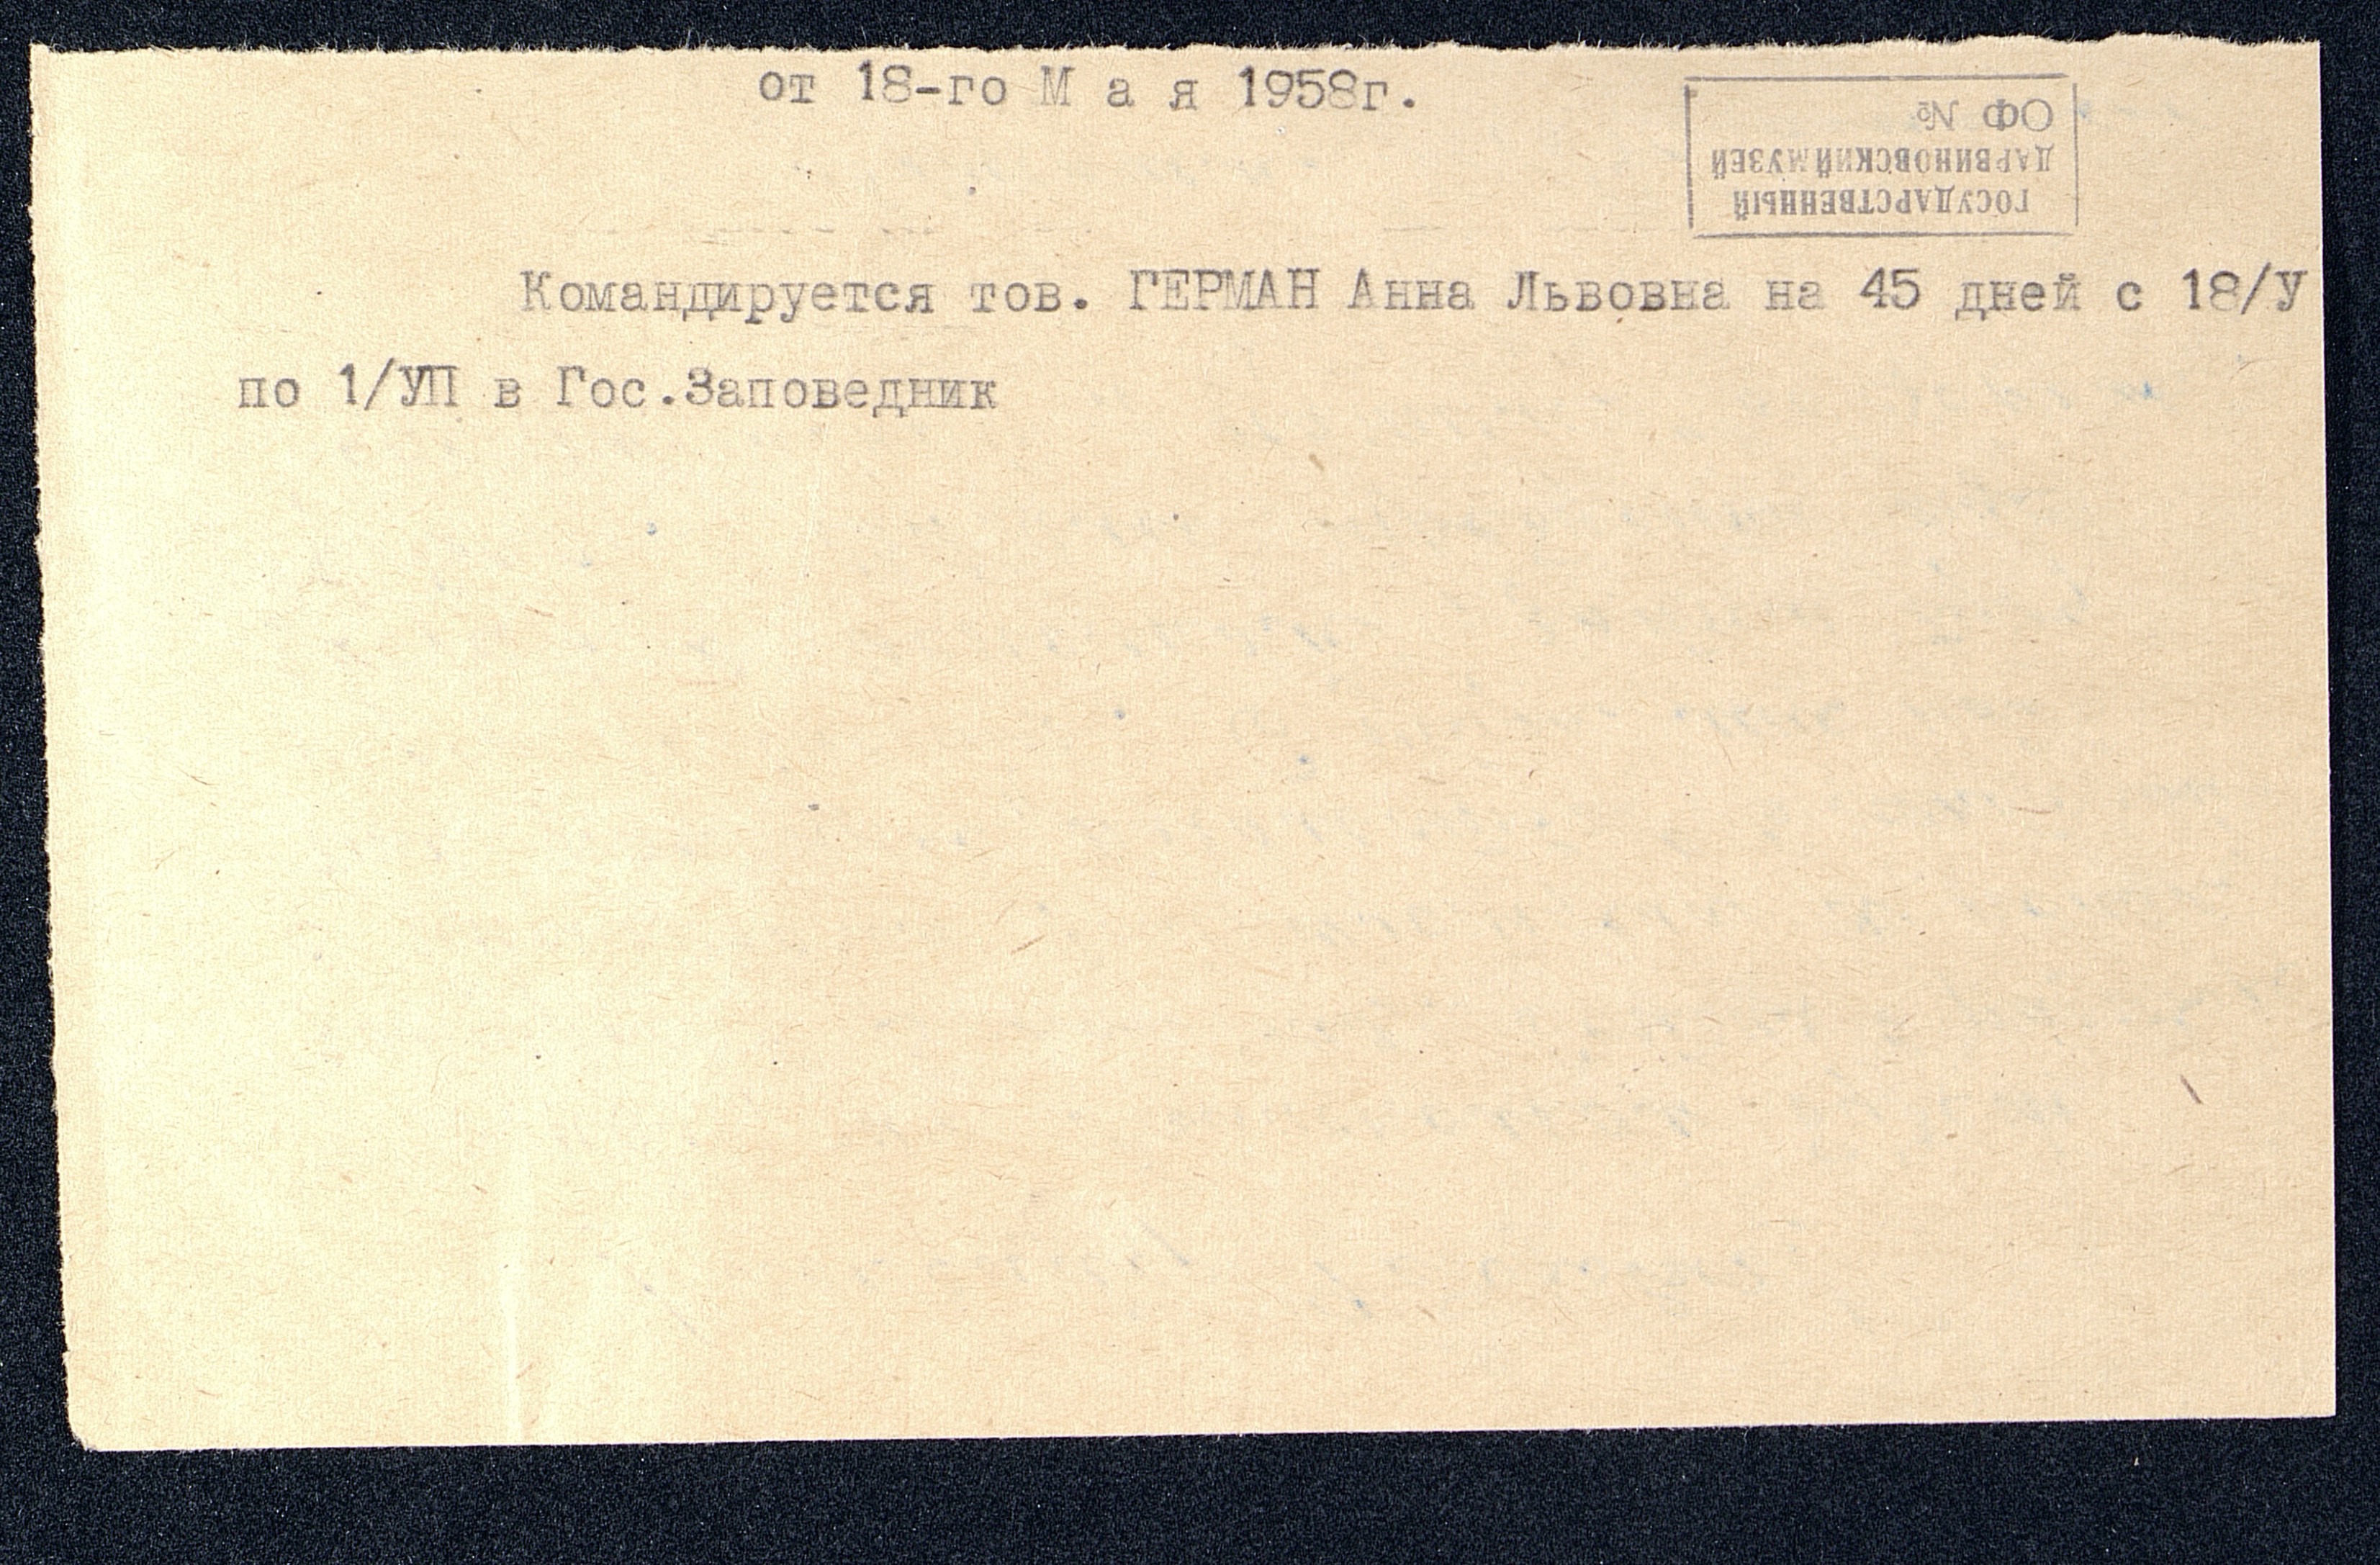 от 18-го М а я 1958г.
ГОСУДАРСТВЕННЫЙ
ДАРВИНОВСКИЙ МУЗЕЙ
ОФ №
Командируется тов. ГЕРМАН Анна Львовна на 45 дней с 18/У
по 1/УП в Гос.Заповедник